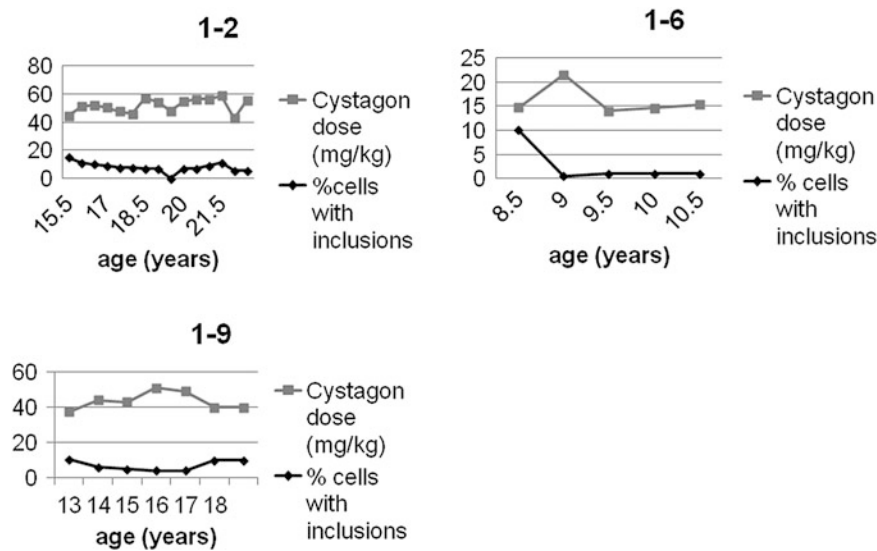 1-2
80
60
40
20
0
15.5
17
18.5
20
21.5
age (years)
Cystagon
dose
(mg/kg)
%cells
with
inclusions
1-6
25
20
15
10
5
0
8.5
9
9.5
10
10.5
age (years)
Cystagon
dose
(mg/kg)
% cells
with
inclusions
1-9
60
40
20
0
13 14 15 16 17 18
age (years)
Cystagon
dose
(mg/kg)
% cells
with
inclusions